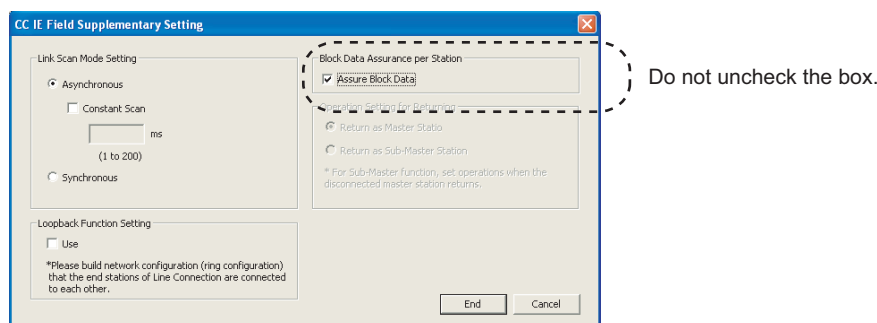 CC IE Field Supplementary Setting
Link Scan Mode Setting
Asynchronous
Constant Scan
ms
(1 to 200)
Synchronous
Loopback Function Setting
Use
*Please build network configuration (ring configuration)
that the end stations of Line Connection are connected
to each other.
Block Data Assurance per Station
Assure Block Data
Operation Setting for Returning
Return as Master Statio
Return as Sub-Master Station
* For Sub-Master function, set operations when the
disconnected master station returns.
End
Cancel
Do not uncheck the box.